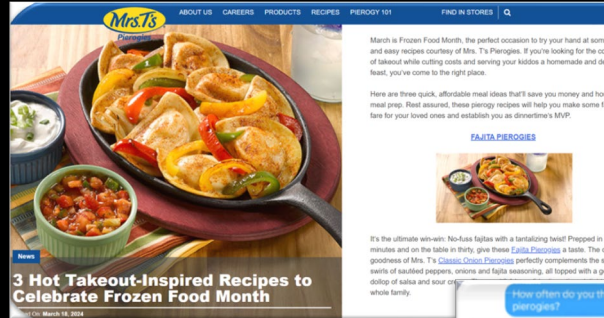 Mrs. T's
Pierogies
ABOUT US CAREERS PRODUCTS RECIPES PIEROGY 101 FIND IN STORES
March is Frozen Food Month, the perfect occasion to try your hand at som
and easy recipes courtesy of Mrs. T's Pierogies. If you're looking for the co
of takeout while cutting costs and serving your kiddos a homemade and de
feast, you've come to the right place.
Here are three quick, affordable meal ideas that'll save you money and ho
meal prep. Rest assured, these pierogy recipes will help you make some f
fare for your loved ones and establish you as dinnertime's MVP.
FAJITA PIEROGIES
It's the ultimate win-win: No-fuss fajitas with a tantalizing twist! Prepped in
minutes and on the table in thirty, give these Fajita Pierogies a taste. The
goodness of Mrs. T's Classic Onion Pierogies perfectly complements the s
swirls of sautéed peppers, onions and fajita seasoning, all topped with a g
dollop of salsa and sour
whole family.
News
3 Hot Takeout-Inspired Recipes to
Celebrate Frozen Food Month
On March 18, 2024
How often do you th
pierogies?